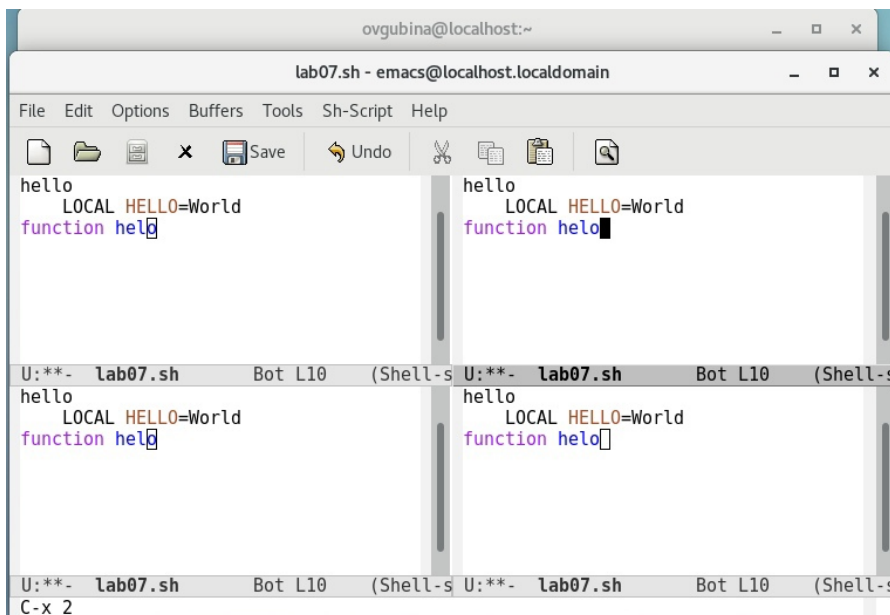 ovgubina@localhost:~
lab07.sh - emacs@localhost.localdomain
File Edit Options Buffers Tools Sh-Script Help
Save Undo
hello
    LOCAL HELLO=World
function helo
U:**-  lab07.sh       Bot L10    (Shell-s
hello
    LOCAL HELLO=World
function helo
U:**-  lab07.sh       Bot L10    (Shell-s
hello
    LOCAL HELLO=World
function helo
U:**-  lab07.sh       Bot L10    (Shell-s
hello
    LOCAL HELLO=World
function helo
U:**-  lab07.sh       Bot L10    (Shell-s
C-x 2